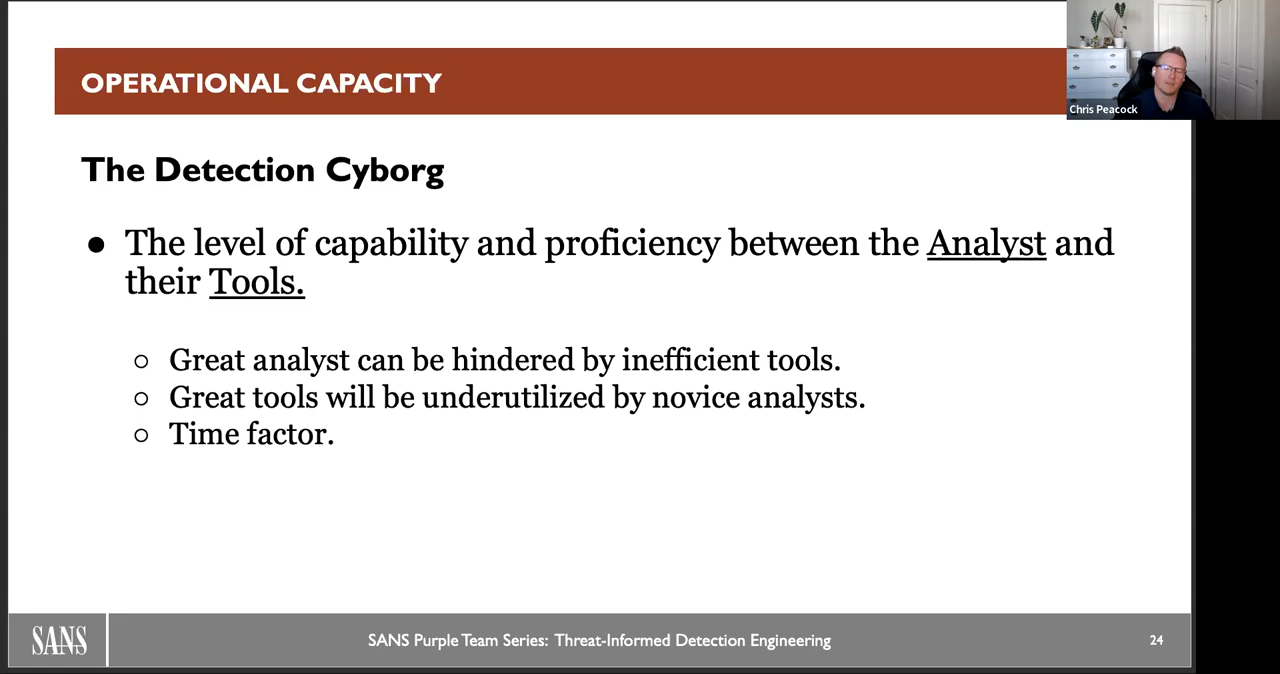 OPERATIONAL CAPACITY
Chris Peacock
The Detection Cyborg
● The level of capability and proficiency between the Analyst and
their Tools.
○ Great analyst can be hindered by inefficient tools.
○ Great tools will be underutilized by novice analysts.
○ Time factor.
SANS
SANS Purple Team Series: Threat-Informed Detection Engineering
24